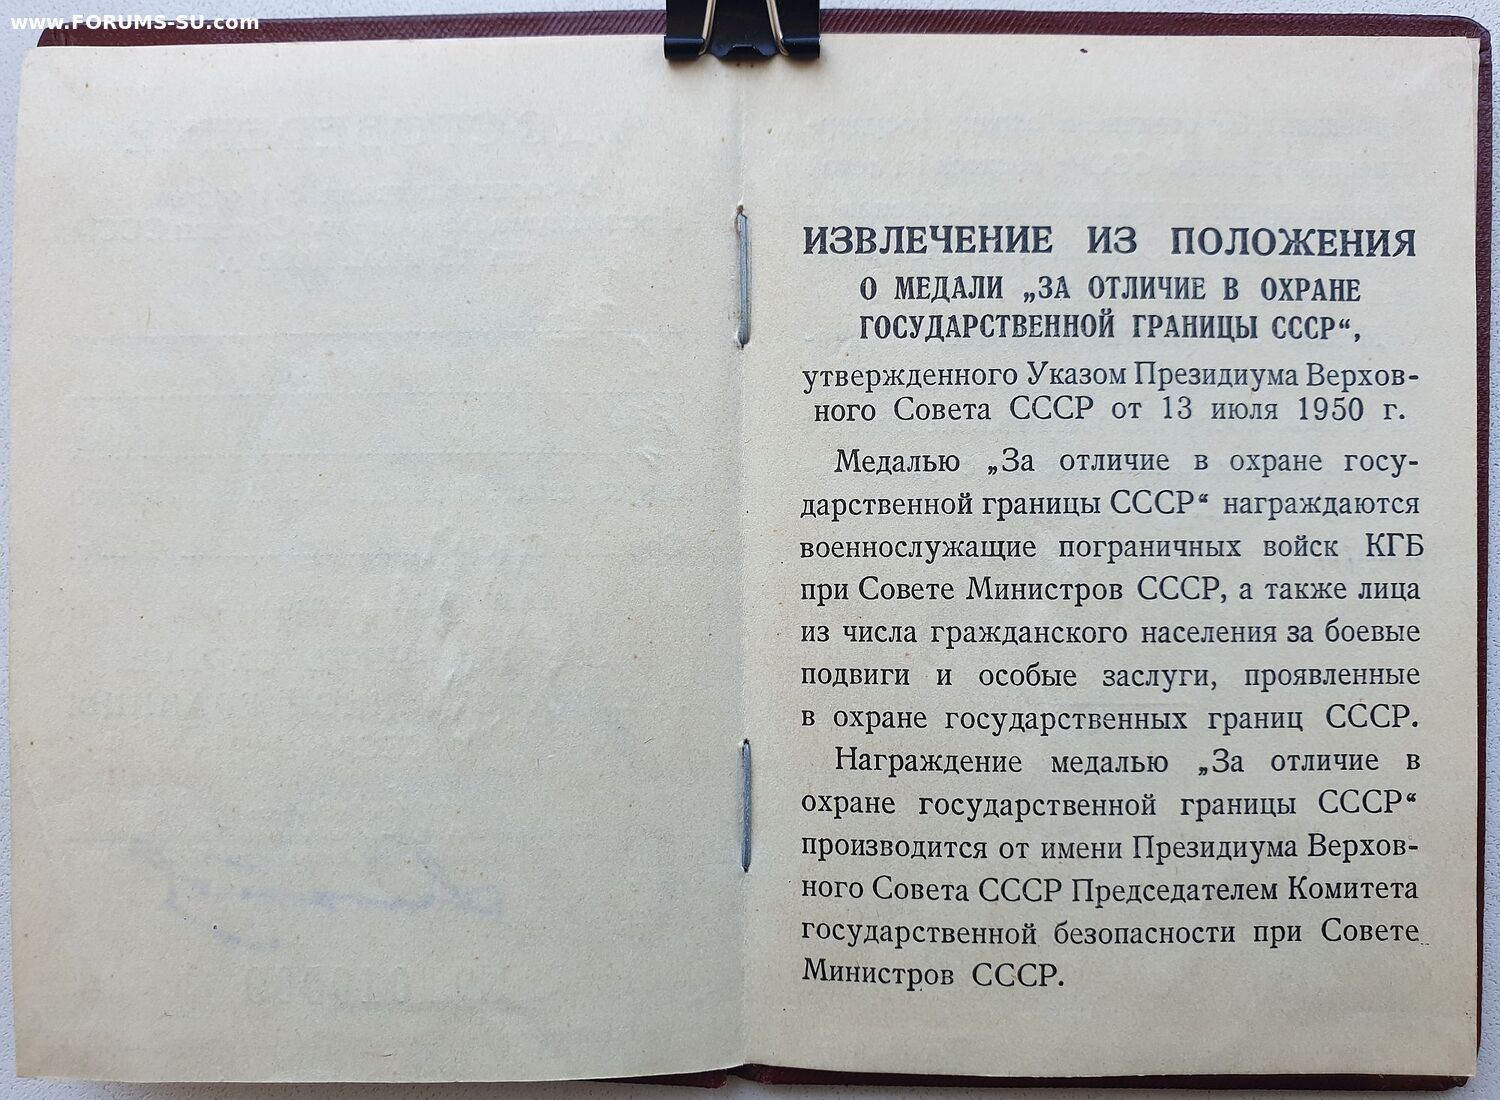 www.FORUMS-SU.com
ИЗВЛЕЧЕНИЕ ИЗ ПОЛОЖЕНИЯ
О МЕДАЛИ „ЗА ОТЛИЧИЕ В ОХРАНЕ
ГОСУДАРСТВЕННОЙ ГРАНИЦЫ СССР“,
утвержденного Указом Президиума Верхов-
ного Совета СССР от 13 июля 1950 г.
Медалью „За отличие в охране госу-
дарственной границы СССР“ награждаются
военнослужащие пограничных войск КГБ
при Совете Министров СССР, а также лица
из числа гражданского населения за боевые
подвиги и особые заслуги, проявленные
в охране государственных границ СССР.
Награждение медалью „За отличие в
охране государственной границы СССР“
производится от имени Президиума Верхов-
ного Совета СССР Председателем Комитета
государственной безопасности при Совете
Министров СССР.